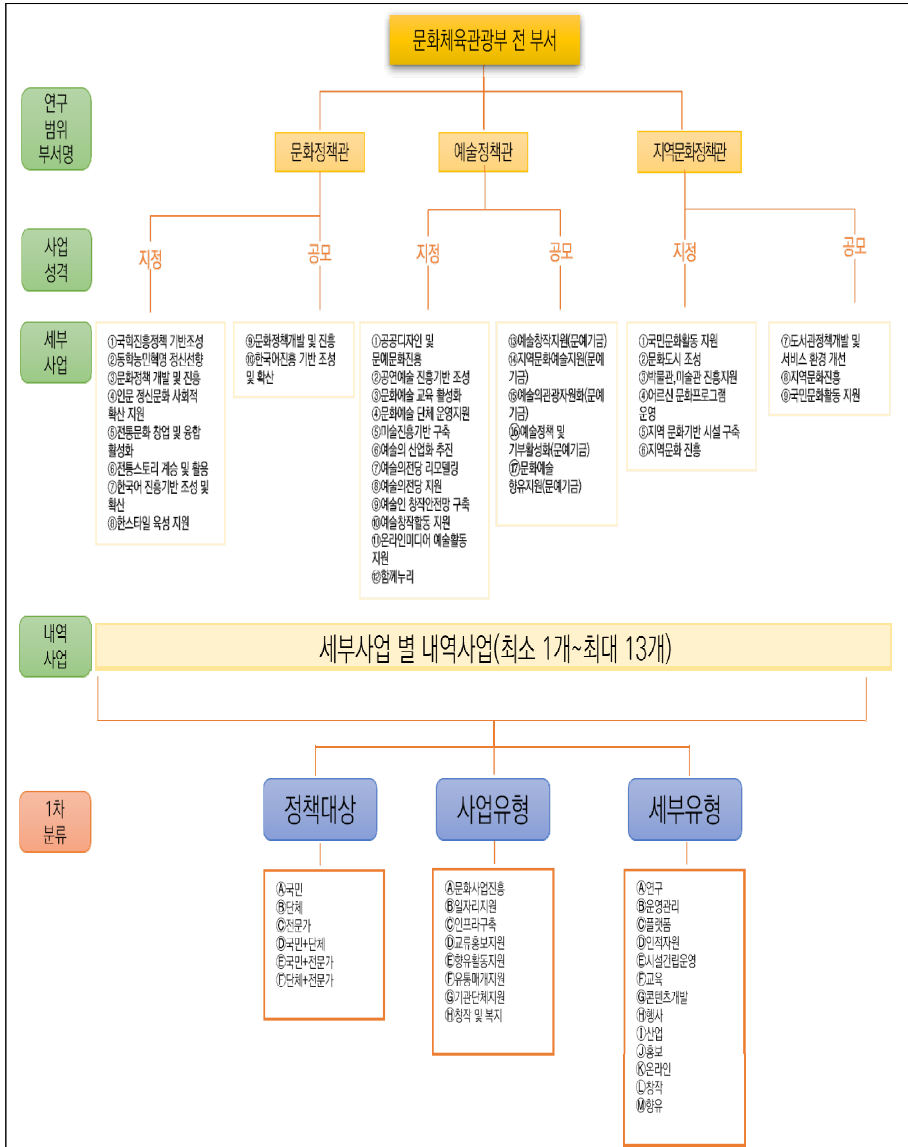 문화체육관광부 전 부서
연구
범위
부서명
문화정책관
예술정책관
지역문화정책관
사업
성격
지정
공모
지정
공모
지정
공모
세부
사업
①국학진흥정책 기반조성
②동학농민혁명 정신선양
③문화정책 개발 및 진흥
④인문 정신문화 사회적
확산 지원
⑤전통문화 창업 및 융합
활성화
⑥전통스토리 계승 및 활용
⑦한국어 진흥기반 조성 및
확산
⑧한스타일 육성 지원
⑨문화정책개발 및 진흥
⑩한국어진흥 기반 조성
및 확산
①공공디자인 및
문예문화진흥
②공연예술 진흥기반 조성
③문화예술 교육 활성화
④문화예술 단체 운영지원
⑤미술진흥기반 구축
⑥예술의 산업화 추진
⑦예술의전당 리모델링
⑧예술의전당 지원
⑨예술인 창작안전망 구축
⑩예술창작활동 지원
⑪온라인미디어 예술활동
지원
⑫함께누리
⑬예술창작지원(문예기금)
⑭지역문화예술지원(문예
기금)
⑮예술의관광자원화(문예
기금)
⑯예술정책 및
기부활성화(문예기금)
⑰문화예술
향유지원(문예기금)
①국민문화활동 지원
②문화도시 조성
③박물관,미술관 진흥지원
④어르신 문화프로그램
운영
⑤지역 문화기반 시설 구축
⑥지역문화 진흥
⑦도서관정책개발 및
서비스 환경 개선
⑧지역문화진흥
⑨국민문화활동 지원
내역
사업
세부사업 별 내역사업(최소 1개~최대 13개)
1차
분류
정책대상
사업유형
세부유형
Ⓐ국민
Ⓑ단체
Ⓒ전문가
Ⓓ국민+단체
Ⓔ국민+전문가
Ⓕ단체+전문가
Ⓐ문화사업진흥
Ⓑ일자리지원
Ⓒ인프라구축
Ⓓ교류홍보지원
Ⓔ향유활동지원
Ⓕ유통매개지원
Ⓖ기관단체지원
Ⓗ창작 및 복지
Ⓐ연구
Ⓑ운영관리
Ⓒ플랫폼
Ⓓ인적자원
Ⓔ시설건립운영
Ⓕ교육
Ⓖ콘텐츠개발
Ⓗ행사
Ⓘ산업
Ⓙ홍보
Ⓚ온라인
Ⓛ창작
Ⓜ향유